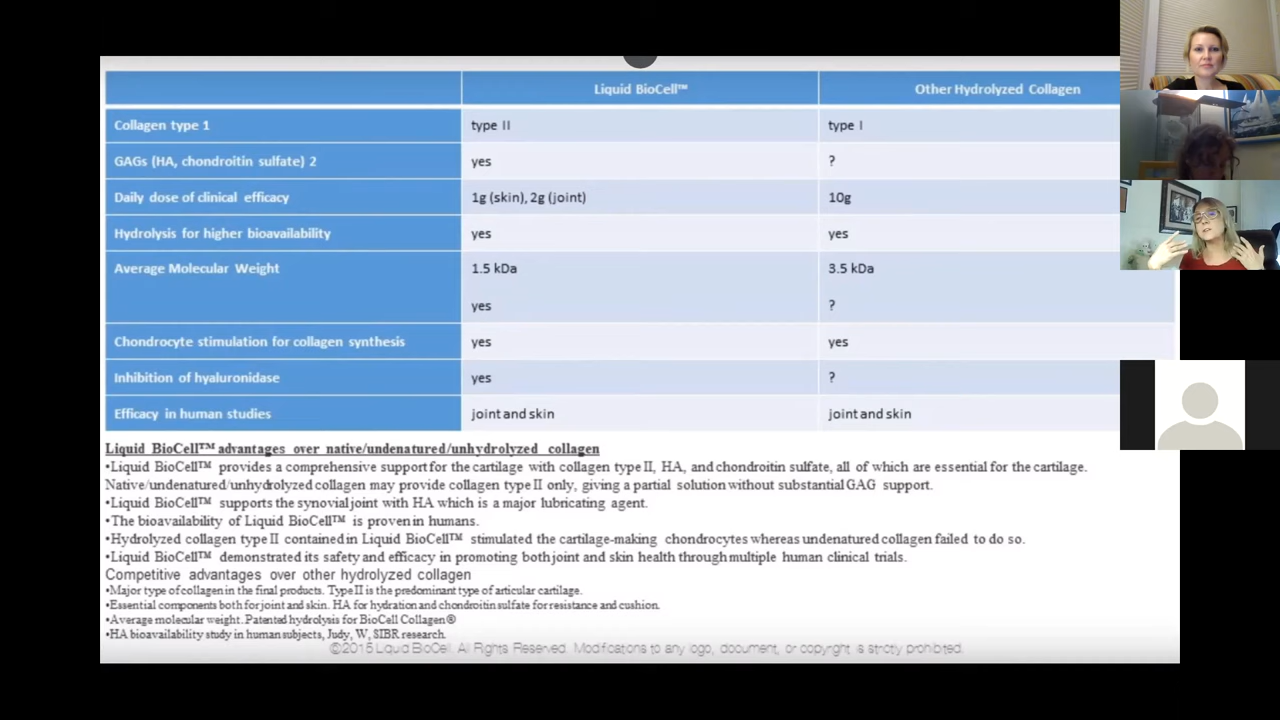 Liquid BioCell™ Other Hydrolyzed Collagen
Collagen type 1 type II type I
GAGs (HA, chondroitin sulfate) 2 yes ?
Daily dose of clinical efficacy 1g (skin), 2g (joint) 10g
Hydrolysis for higher bioavailability yes yes
Average Molecular Weight 1.5 kDa 3.5 kDa
yes ?
Chondrocyte stimulation for collagen synthesis yes yes
Inhibition of hyaluronidase yes ?
Efficacy in human studies joint and skin joint and skin
Liquid BioCell™ advantages over native/undenatured/unhydrolyzed collagen
•Liquid BioCell™ provides a comprehensive support for the cartilage with collagen type II, HA, and chondroitin sulfate, all of which are essential for the cartilage.
Native/undenatured/unhydrolyzed collagen may provide collagen type II only, giving a partial solution without substantial GAG support.
•Liquid BioCell™ supports the synovial joint with HA which is a major lubricating agent.
•The bioavailability of Liquid BioCell™ is proven in humans.
•Hydrolyzed collagen type II contained in Liquid BioCell™ stimulated the cartilage-making chondrocytes whereas undenatured collagen failed to do so.
•Liquid BioCell™ demonstrated its safety and efficacy in promoting both joint and skin health through multiple human clinical trials.
Competitive advantages over other hydrolyzed collagen
•Major type of collagen in the final products. Type II is the predominant type of articular cartilage.
•Essential components both for joint and skin. HA for hydration and chondroitin sulfate for resistance and cushion.
•Average molecular weight. Patented hydrolysis for BioCell Collagen®
•HA bioavailability study in human subjects, Judy, W, SIBR research.
©2015 Liquid BioCell. All Rights Reserved. Modifications to any logo, document, or copyright is strictly prohibited.